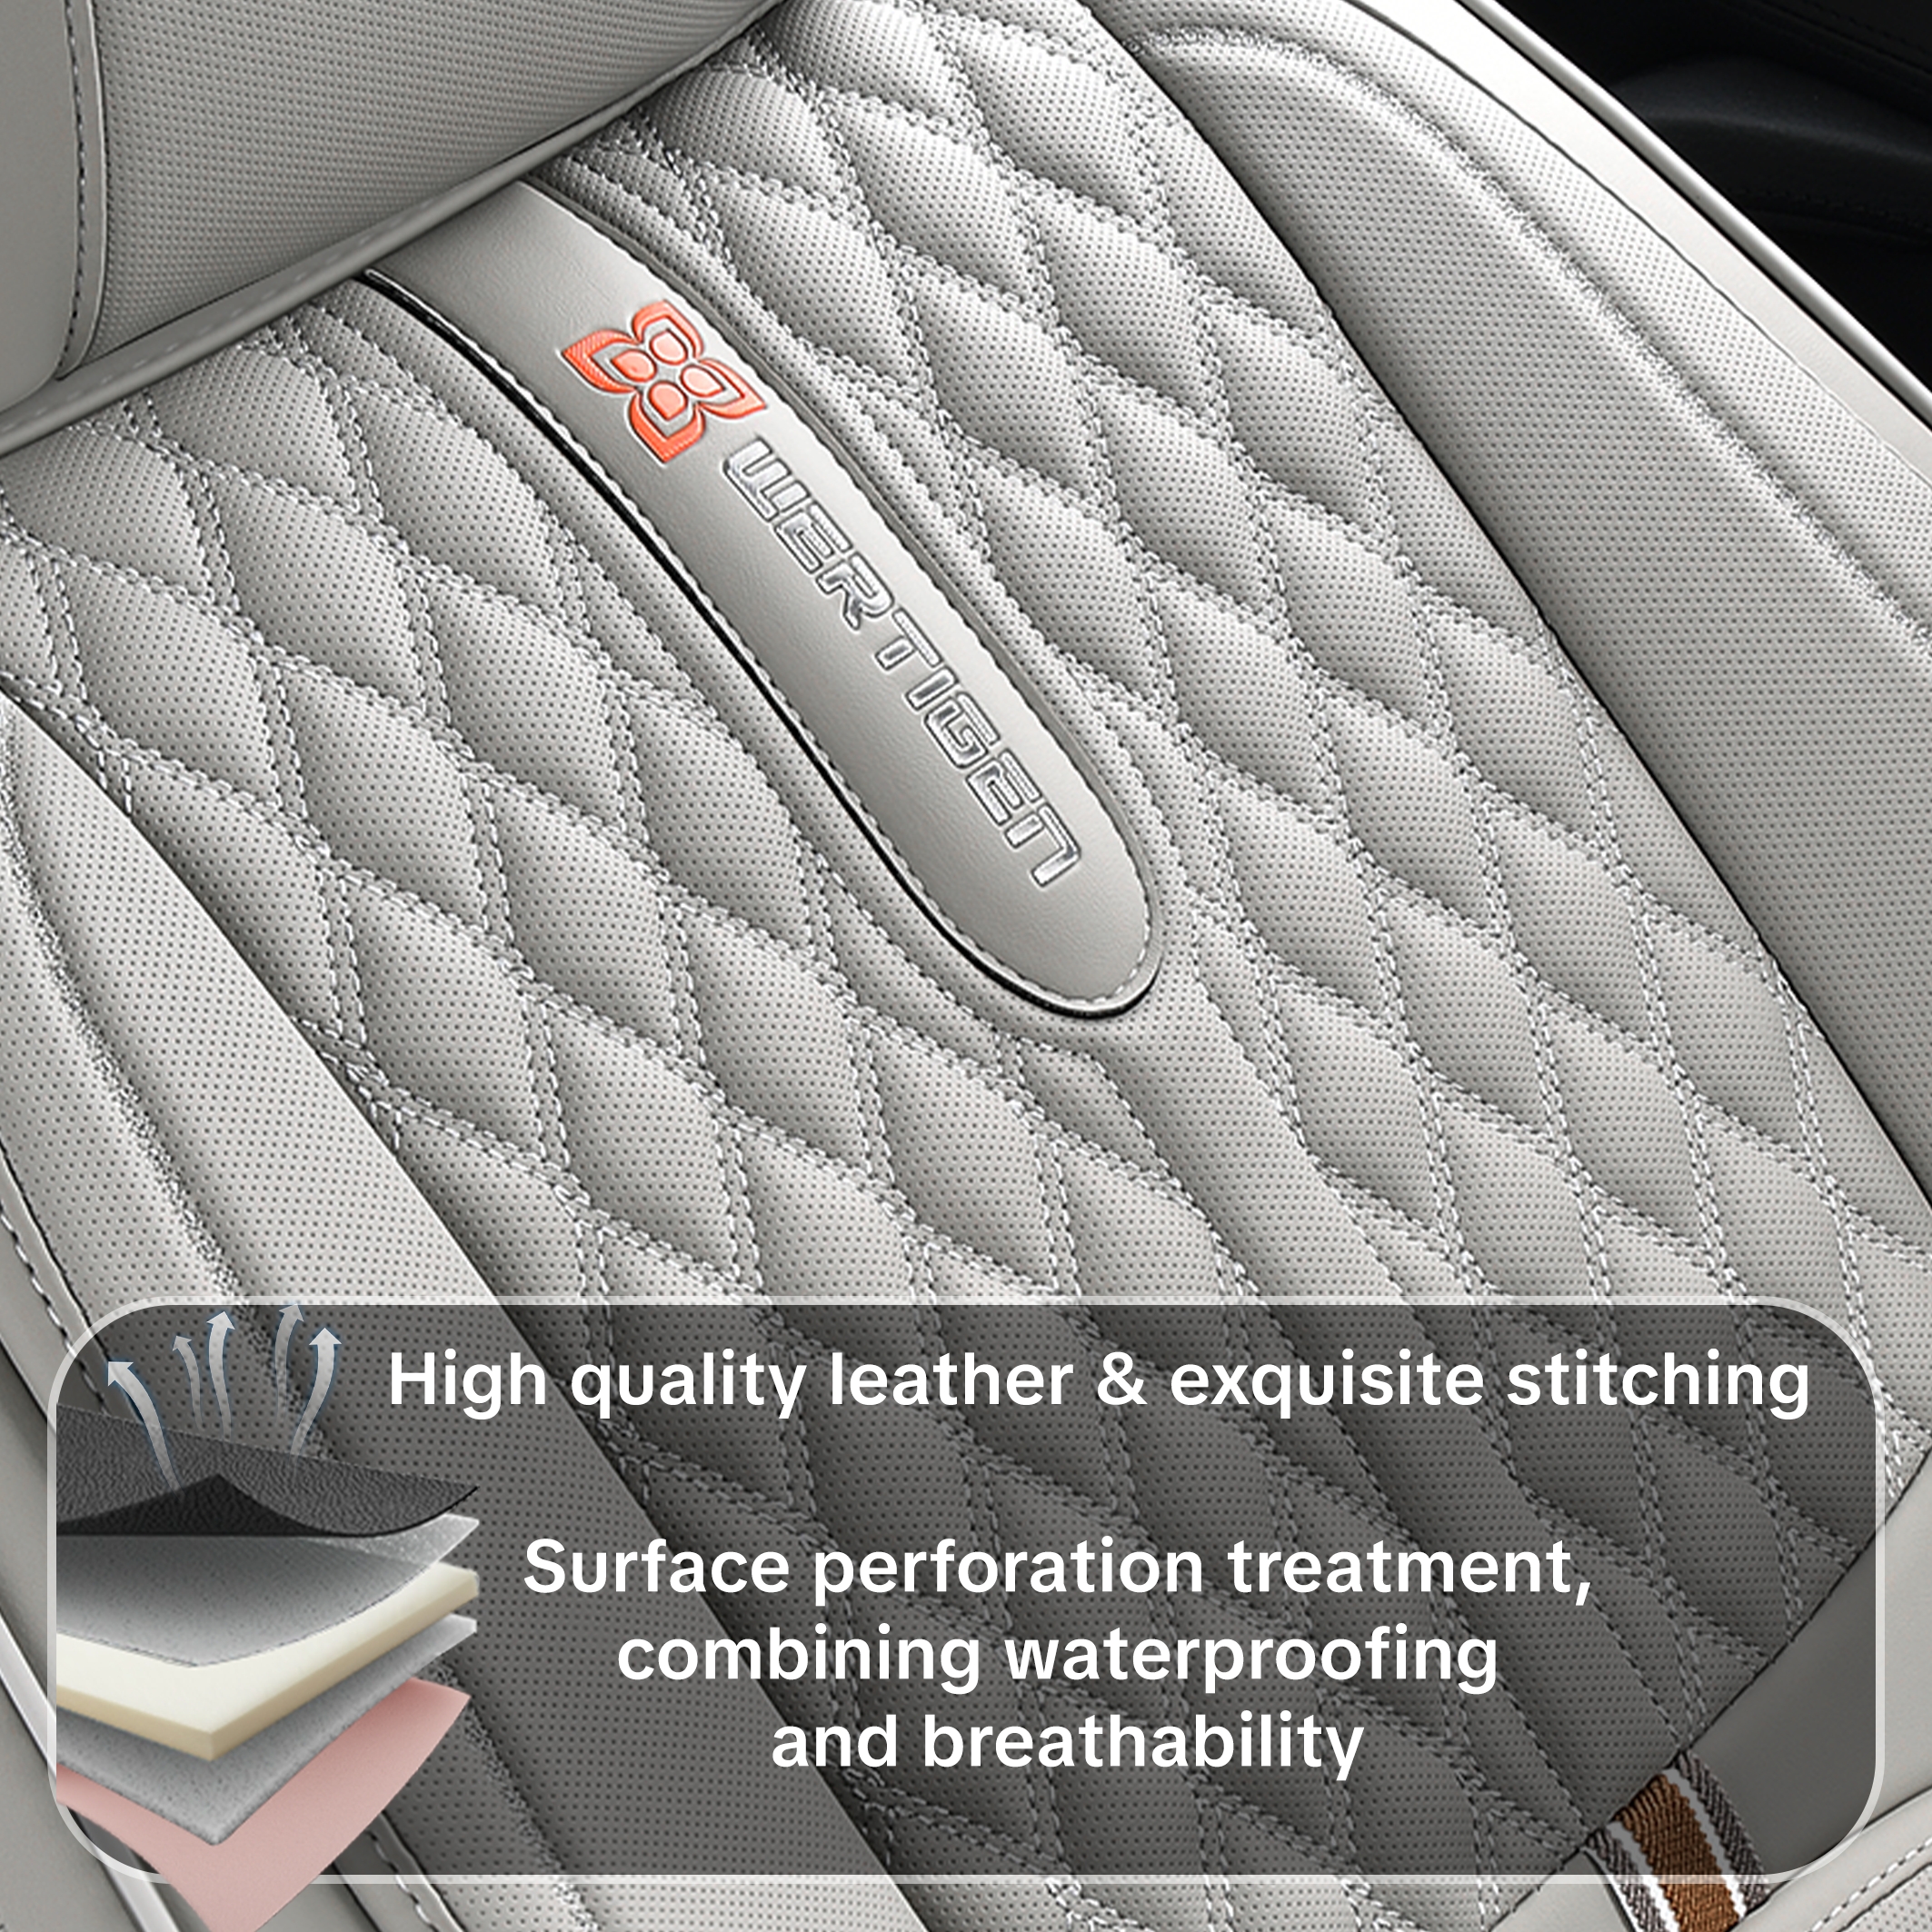 WERTIGEN
High quality leather & exquisite stitching
Surface perforation treatment,
combining waterproofing
and breathability